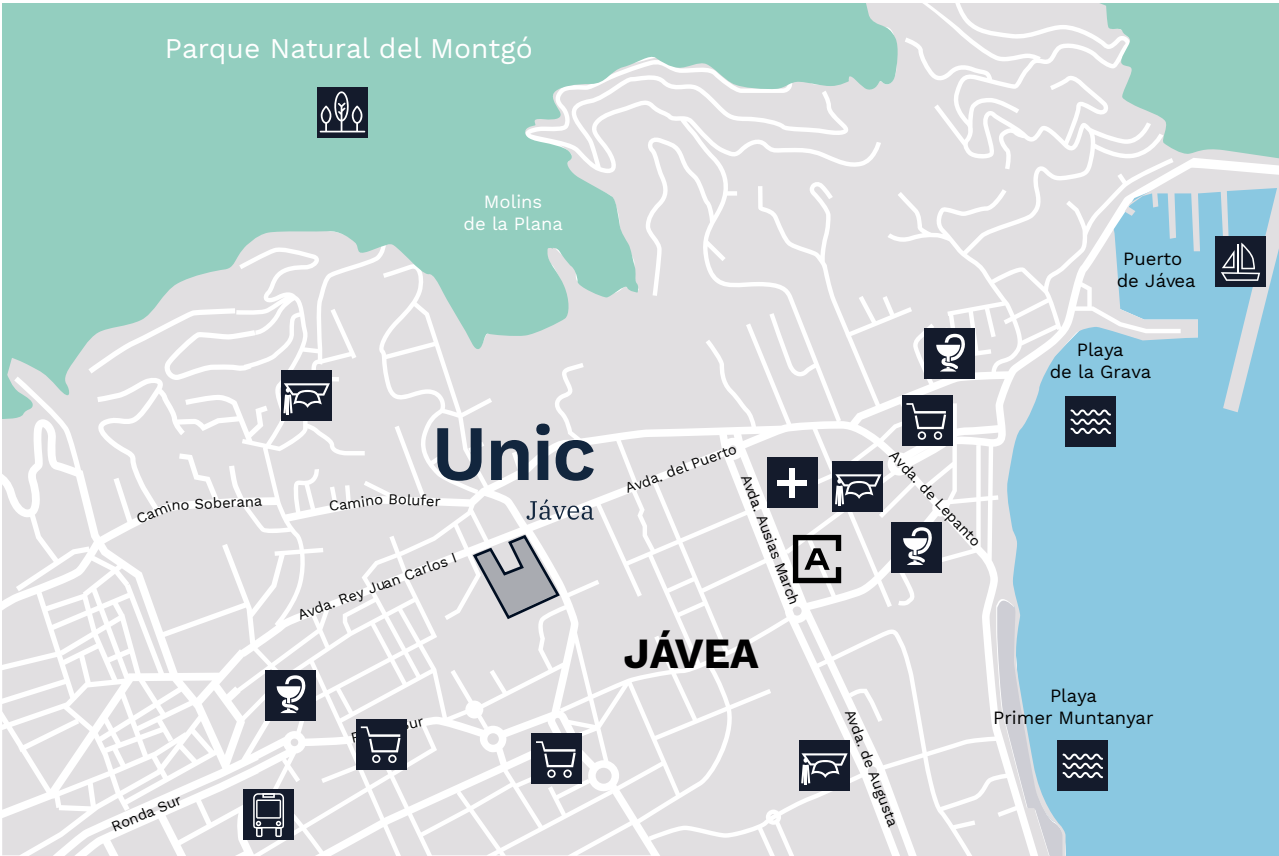 Parque Natural del Montgó
Molins
de la Plana
Puerto
de Jávea
Playa
de la Grava
Unic
Jávea
Avda. del Puerto
Avda. de Lepanto
Avda. Ausias March
Camino Soberana
Camino Bolufer
A
Avda. Rey Juan Carlos I
JÁVEA
Playa
Primer Muntanyar
Avda. de Augusta
Ronda Sur